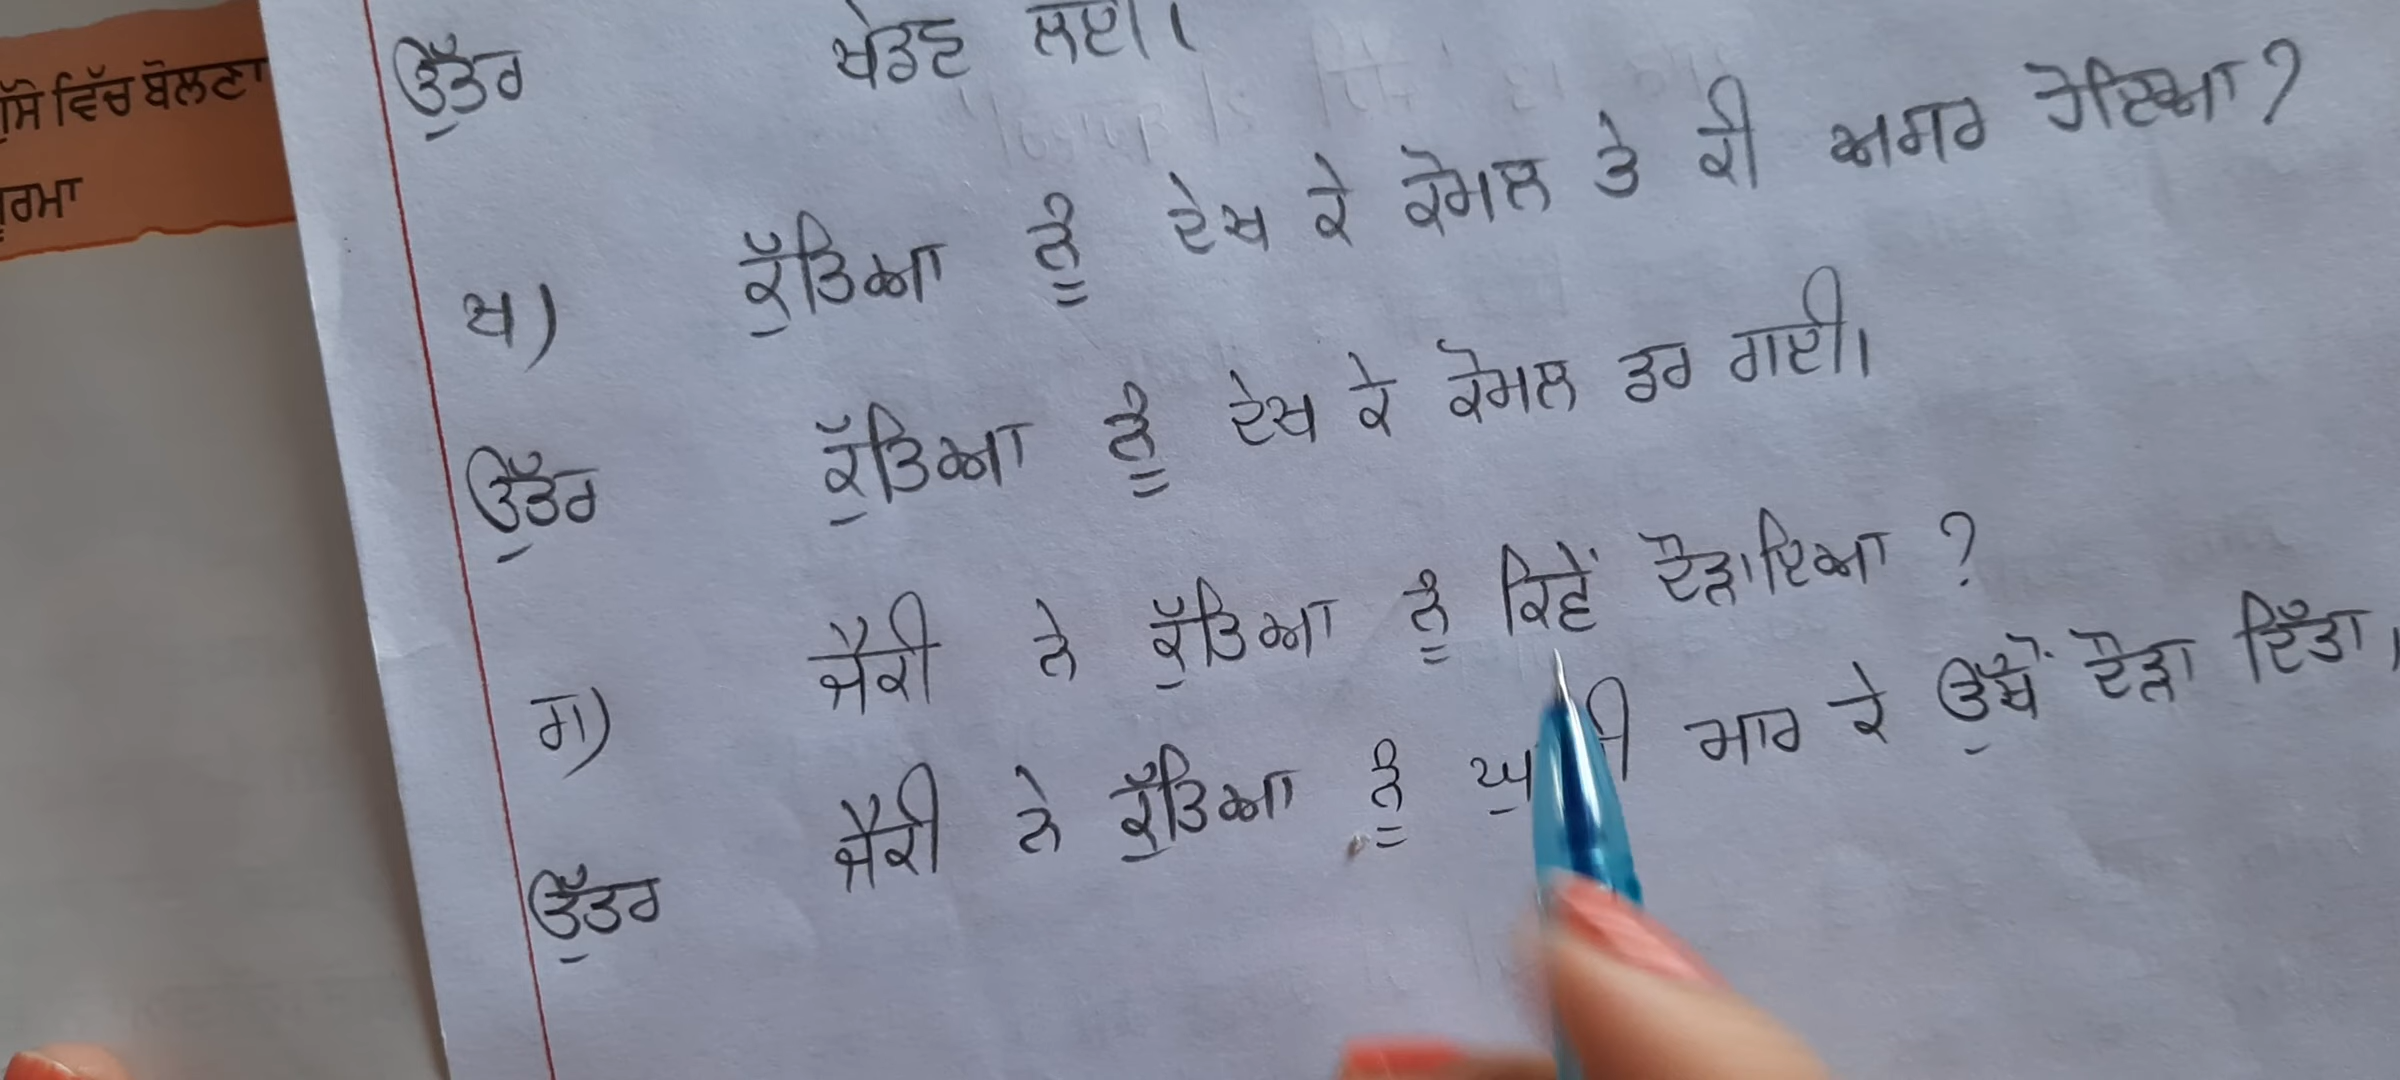 ਸੇ ਵਿੱਚ ਬੋਲਣਾ
ਰਮਾ
ਉੱਤਰ ਖੇਡਣ ਲਈ।
ਖ) ਕੁੱਤਿਆ ਨੂੰ ਦੇਖ ਕੇ ਕੋਮਲ ਤੇ ਕੀ ਅਸਰ ਹੋਇਆ?
ਉੱਤਰ ਕੁੱਤਿਆ ਨੂੰ ਦੇਖ ਕੇ ਕੋਮਲ ਡਰ ਗਈ।
ਗ) ਜੈਕੀ ਨੇ ਕੁੱਤਿਆ ਨੂੰ ਕਿਵੇਂ ਦੌੜਾਇਆ ?
ਉੱਤਰ ਜੈਕੀ ਨੇ ਕੁੱਤਿਆ ਨੂੰ ਮਾਰ ਕੇ ਉੱਥੋਂ ਦੌੜਾ ਦਿੱਤਾ।